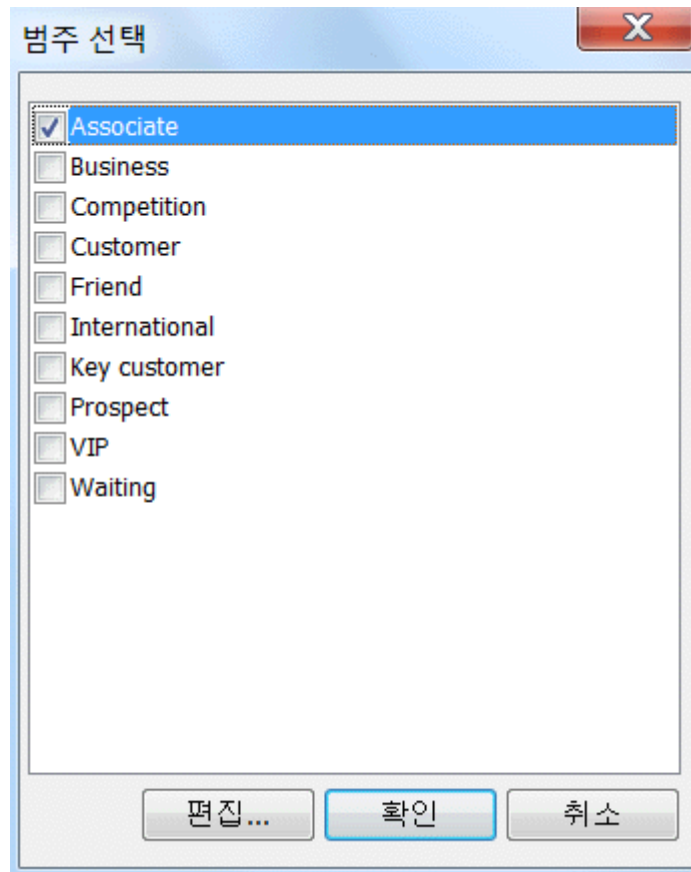 범주 선택
Associate
Business
Competition
Customer
Friend
International
Key customer
Prospect
VIP
Waiting
편집... 확인 취소